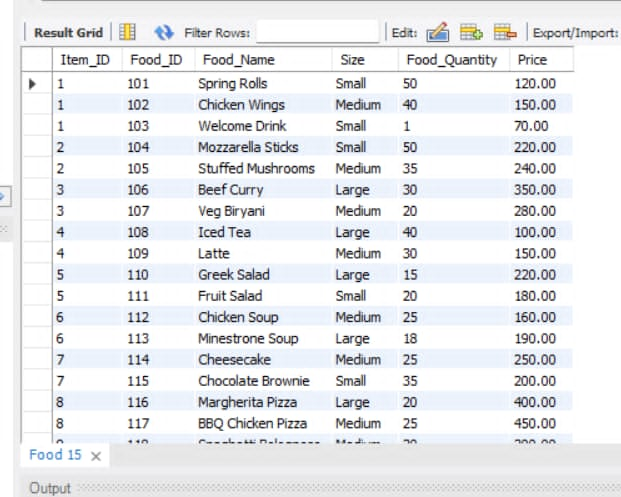 Result Grid Filter Rows: Edit: Export/Import:
Item_ID Food_ID Food_Name Size Food_Quantity Price
1 101 Spring Rolls Small 50 120.00
1 102 Chicken Wings Medium 40 150.00
1 103 Welcome Drink Small 1 70.00
2 104 Mozzarella Sticks Small 50 220.00
2 105 Stuffed Mushrooms Medium 35 240.00
3 106 Beef Curry Large 30 350.00
3 107 Veg Biryani Medium 20 280.00
4 108 Iced Tea Large 40 100.00
4 109 Latte Medium 30 150.00
5 110 Greek Salad Large 15 220.00
5 111 Fruit Salad Small 20 180.00
6 112 Chicken Soup Medium 25 160.00
6 113 Minestrone Soup Large 18 190.00
7 114 Cheesecake Medium 25 250.00
7 115 Chocolate Brownie Small 35 200.00
8 116 Margherita Pizza Large 20 400.00
8 117 BBQ Chicken Pizza Medium 25 450.00
Food 15
Output